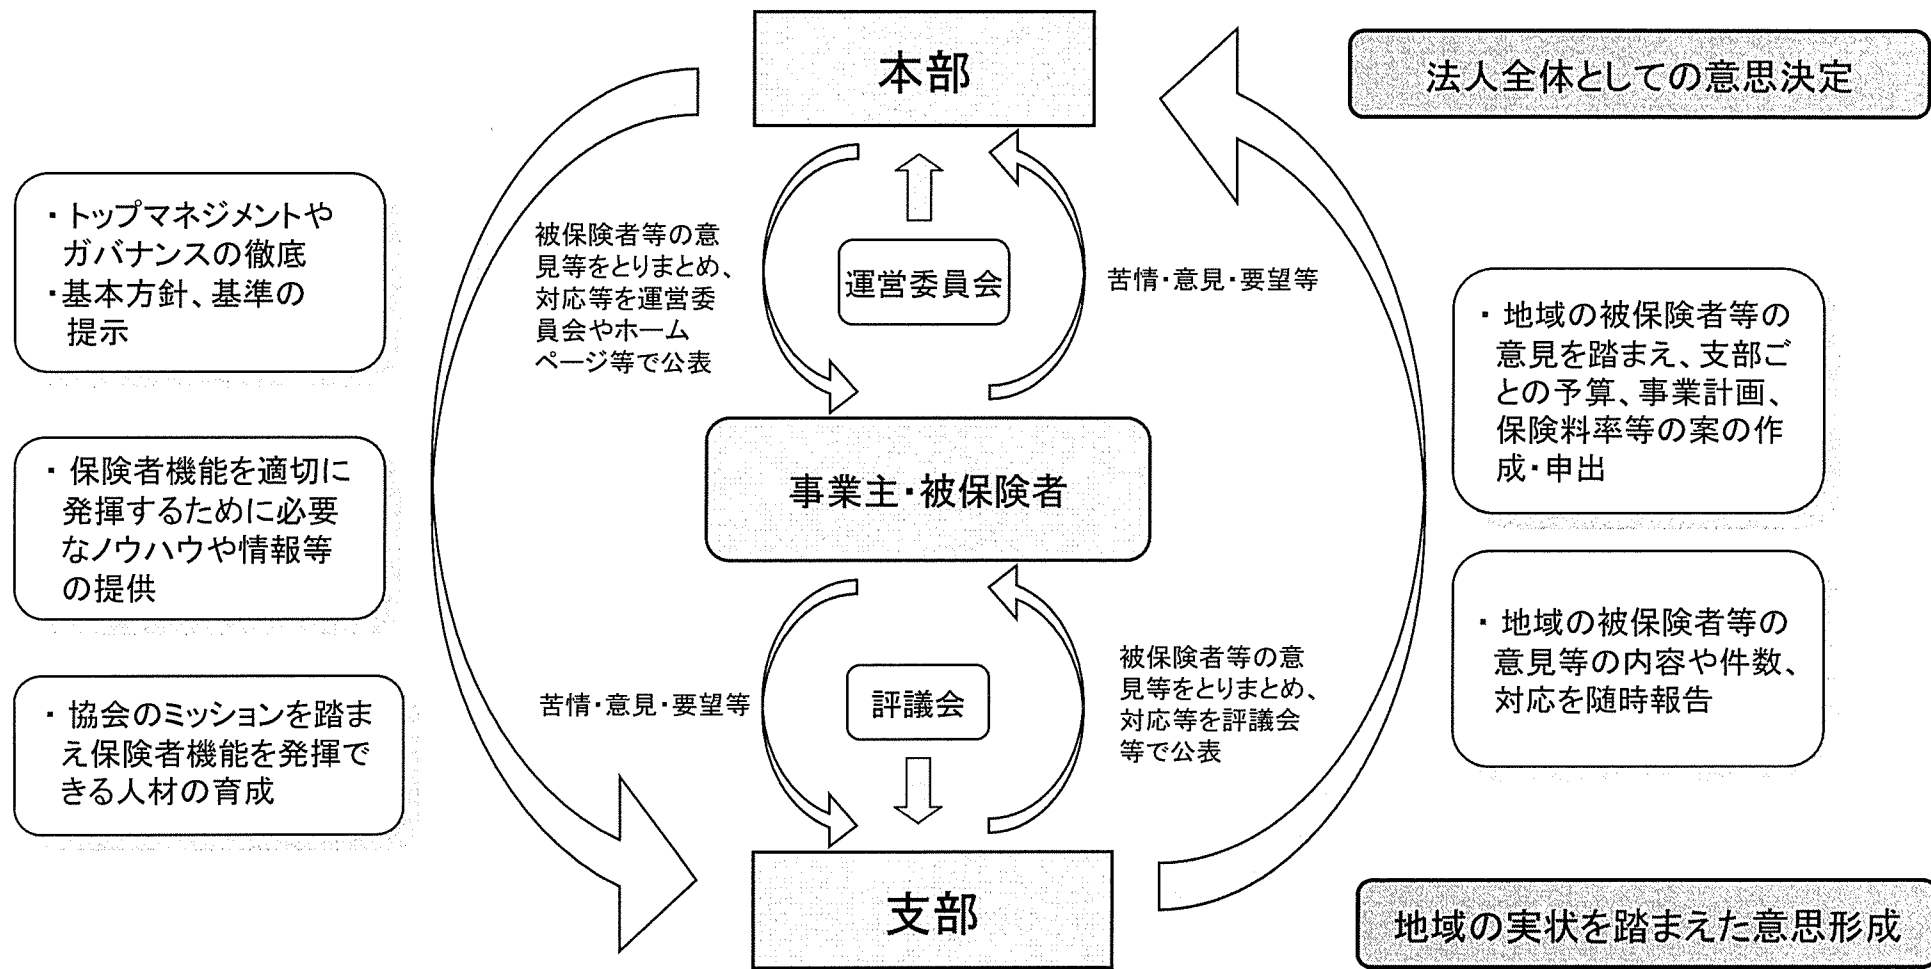 本部
法人全体としての意思決定
・トップマネジメントや
ガバナンスの徹底
・基本方針、基準の
提示
・保険者機能を適切に
発揮するために必要
なノウハウや情報等
の提供
・協会のミッションを踏ま
え保険者機能を発揮で
きる人材の育成
被保険者等の意
見等をとりまとめ、
対応等を運営委
員会やホーム
ページ等で公表
運営委員会
苦情・意見・要望等
事業主・被保険者
苦情・意見・要望等
評議会
被保険者等の意
見等をとりまとめ、
対応等を評議会
等で公表
・地域の被保険者等の
意見を踏まえ、支部ご
との予算、事業計画、
保険料率等の案の作
成・申出
・地域の被保険者等の
意見等の内容や件数、
対応を随時報告
支部
地域の実状を踏まえた意思形成